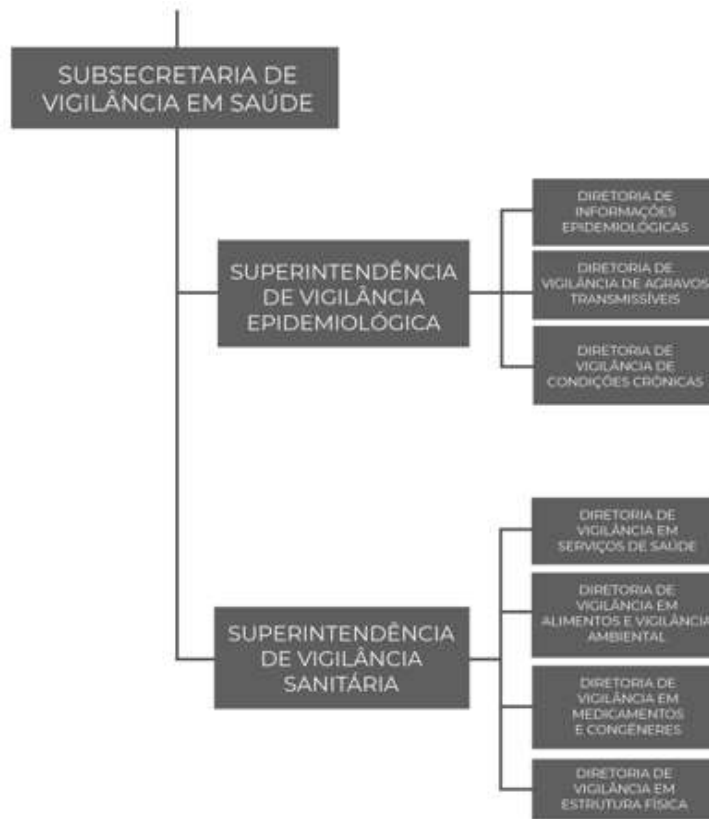 SUBSECRETARIA DE
VIGILÂNCIA EM SAÚDE
SUPERINTENDÊNCIA
DE VIGILÂNCIA
EPIDEMIOLÓGICA
DIRETORIA DE
INFORMAÇÕES
EPIDEMIOLÓGICAS
DIRETORIA DE
VIGILÂNCIA DE AGRAVOS
TRANSMISSÍVEIS
DIRETORIA DE
VIGILÂNCIA DE
CONDIÇÕES CRÔNICAS
SUPERINTENDÊNCIA
DE VIGILÂNCIA
SANITÁRIA
DIRETORIA DE
VIGILÂNCIA EM
SERVIÇOS DE SAÚDE
DIRETORIA DE
VIGILÂNCIA EM
ALIMENTOS E VIGILÂNCIA
AMBIENTAL
DIRETORIA DE
VIGILÂNCIA EM
MEDICAMENTOS
E CONGÊNERES
DIRETORIA DE
VIGILÂNCIA EM
ESTRUTURA FÍSICA